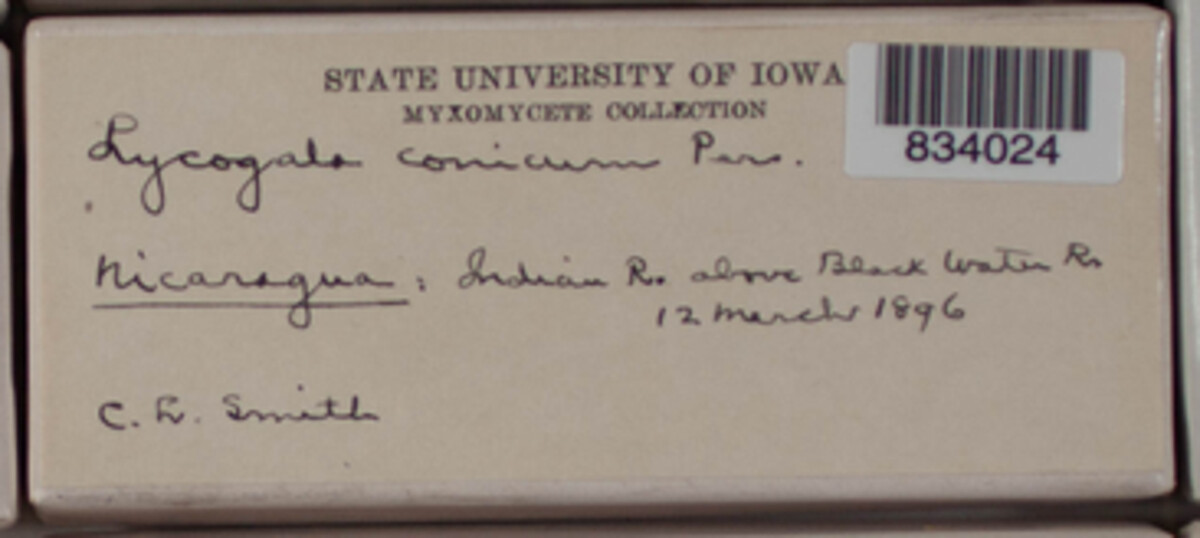 STATE UNIVERSITY OF IOWA
MYXOMYCETE COLLECTION
834024
Lycogala conicum Pers.
Nicaragua: Indian R. above Black Water R.
12 March 1896
C. L. Smith